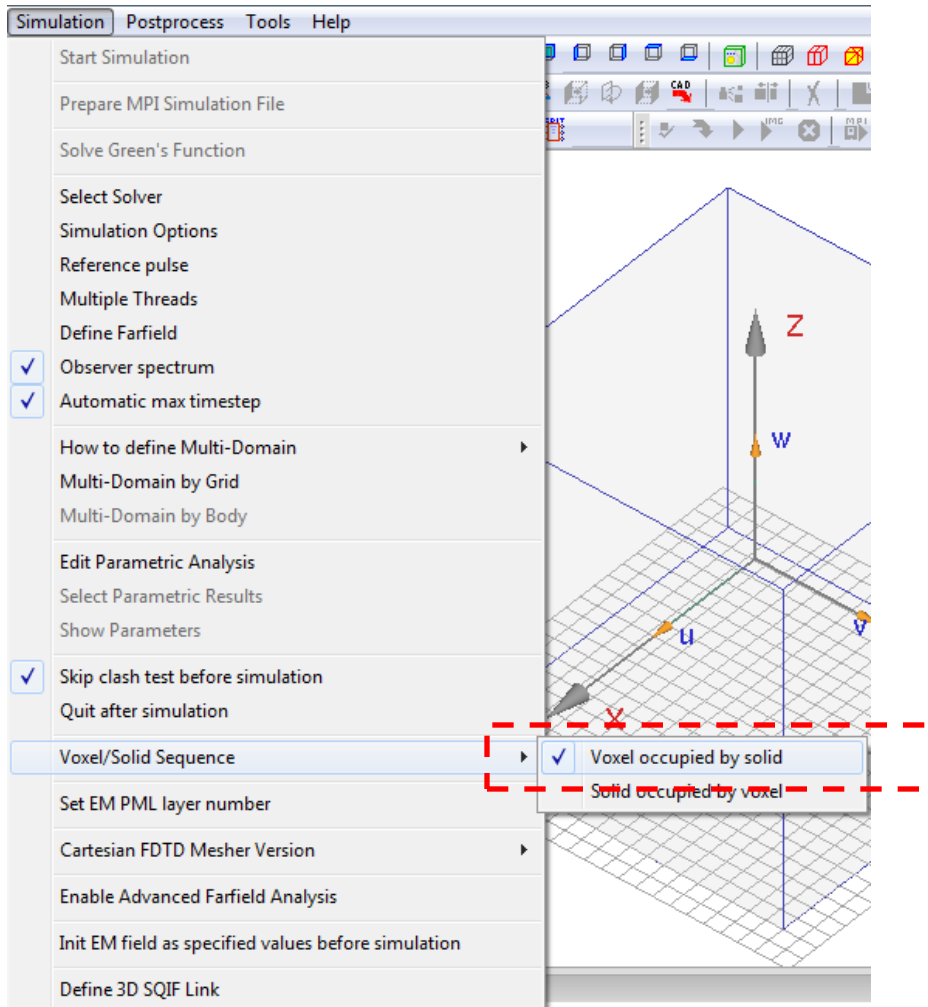 Simulation Postprocess Tools Help
Start Simulation
CAD
Prepare MPI Simulation File
IMG MPI
Solve Green's Function
Select Solver
Simulation Options
Reference pulse
Multiple Threads
Define Farfield
Z
Observer spectrum
Automatic max timestep
How to define Multi-Domain
w
Multi-Domain by Grid
Multi-Domain by Body
Edit Parametric Analysis
Select Parametric Results
Show Parameters
u
v
Skip clash test before simulation
Quit after simulation
X
Voxel/Solid Sequence
Voxel occupied by solid
Solid occupied by voxel
Set EM PML layer number
Cartesian FDTD Mesher Version
Enable Advanced Farfield Analysis
Init EM field as specified values before simulation
Define 3D SQIF Link